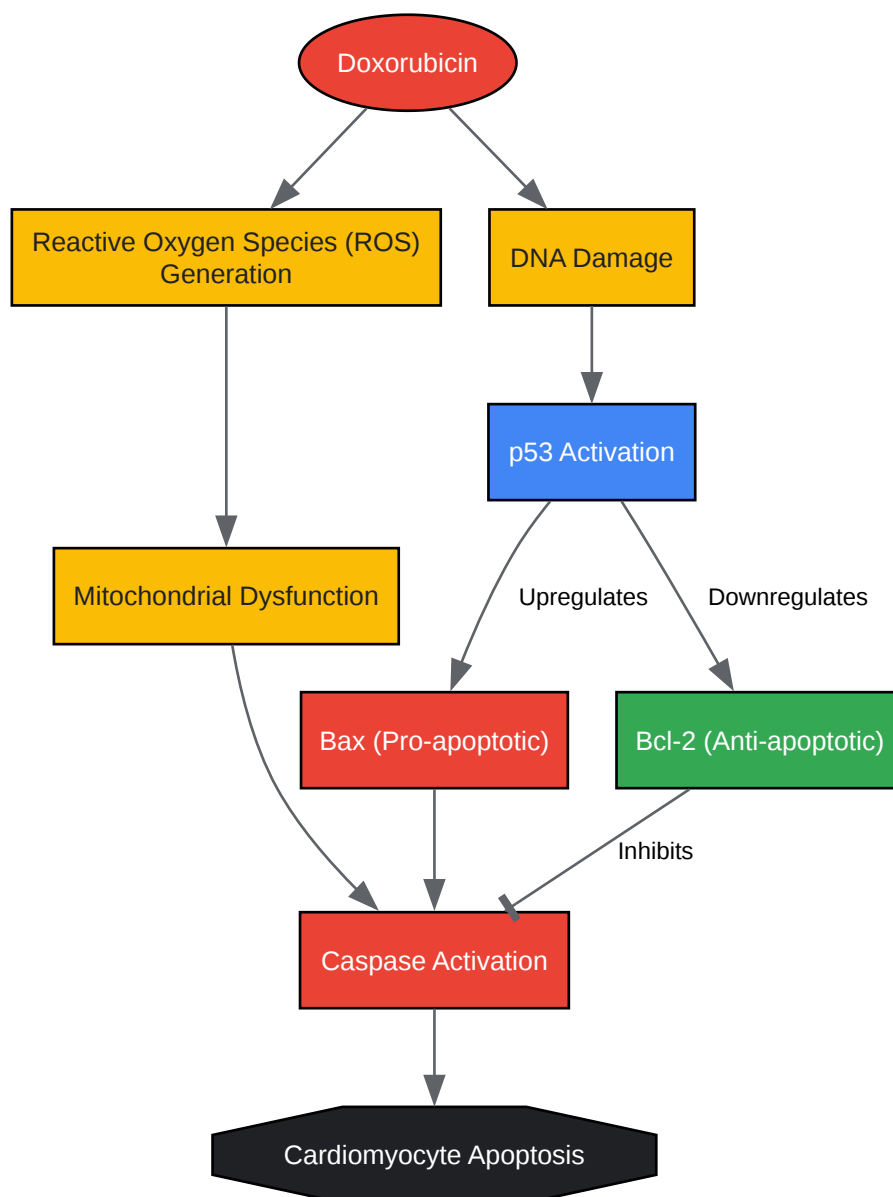 Doxorubicin
Reactive Oxygen Species (ROS)
Generation
DNA Damage
p53 Activation
Mitochondrial Dysfunction
Upregulates
Downregulates
Bax (Pro-apoptotic)
Bcl-2 (Anti-apoptotic)
Inhibits
Caspase Activation
Cardiomyocyte Apoptosis